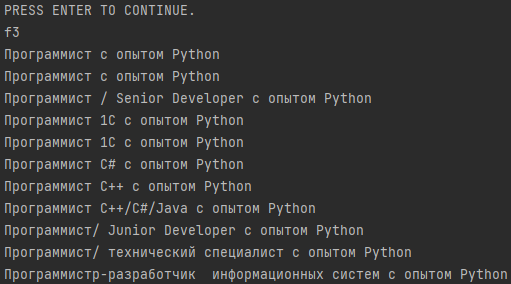 PRESS ENTER TO CONTINUE.
f3
Программист с опытом Python
Программист с опытом Python
Программист / Senior Developer с опытом Python
Программист 1С с опытом Python
Программист 1С с опытом Python
Программист C# с опытом Python
Программист C++ с опытом Python
Программист C++/C#/Java с опытом Python
Программист/ Junior Developer с опытом Python
Программист/ технический специалист с опытом Python
Программистр-разработчик  информационных систем с опытом Python